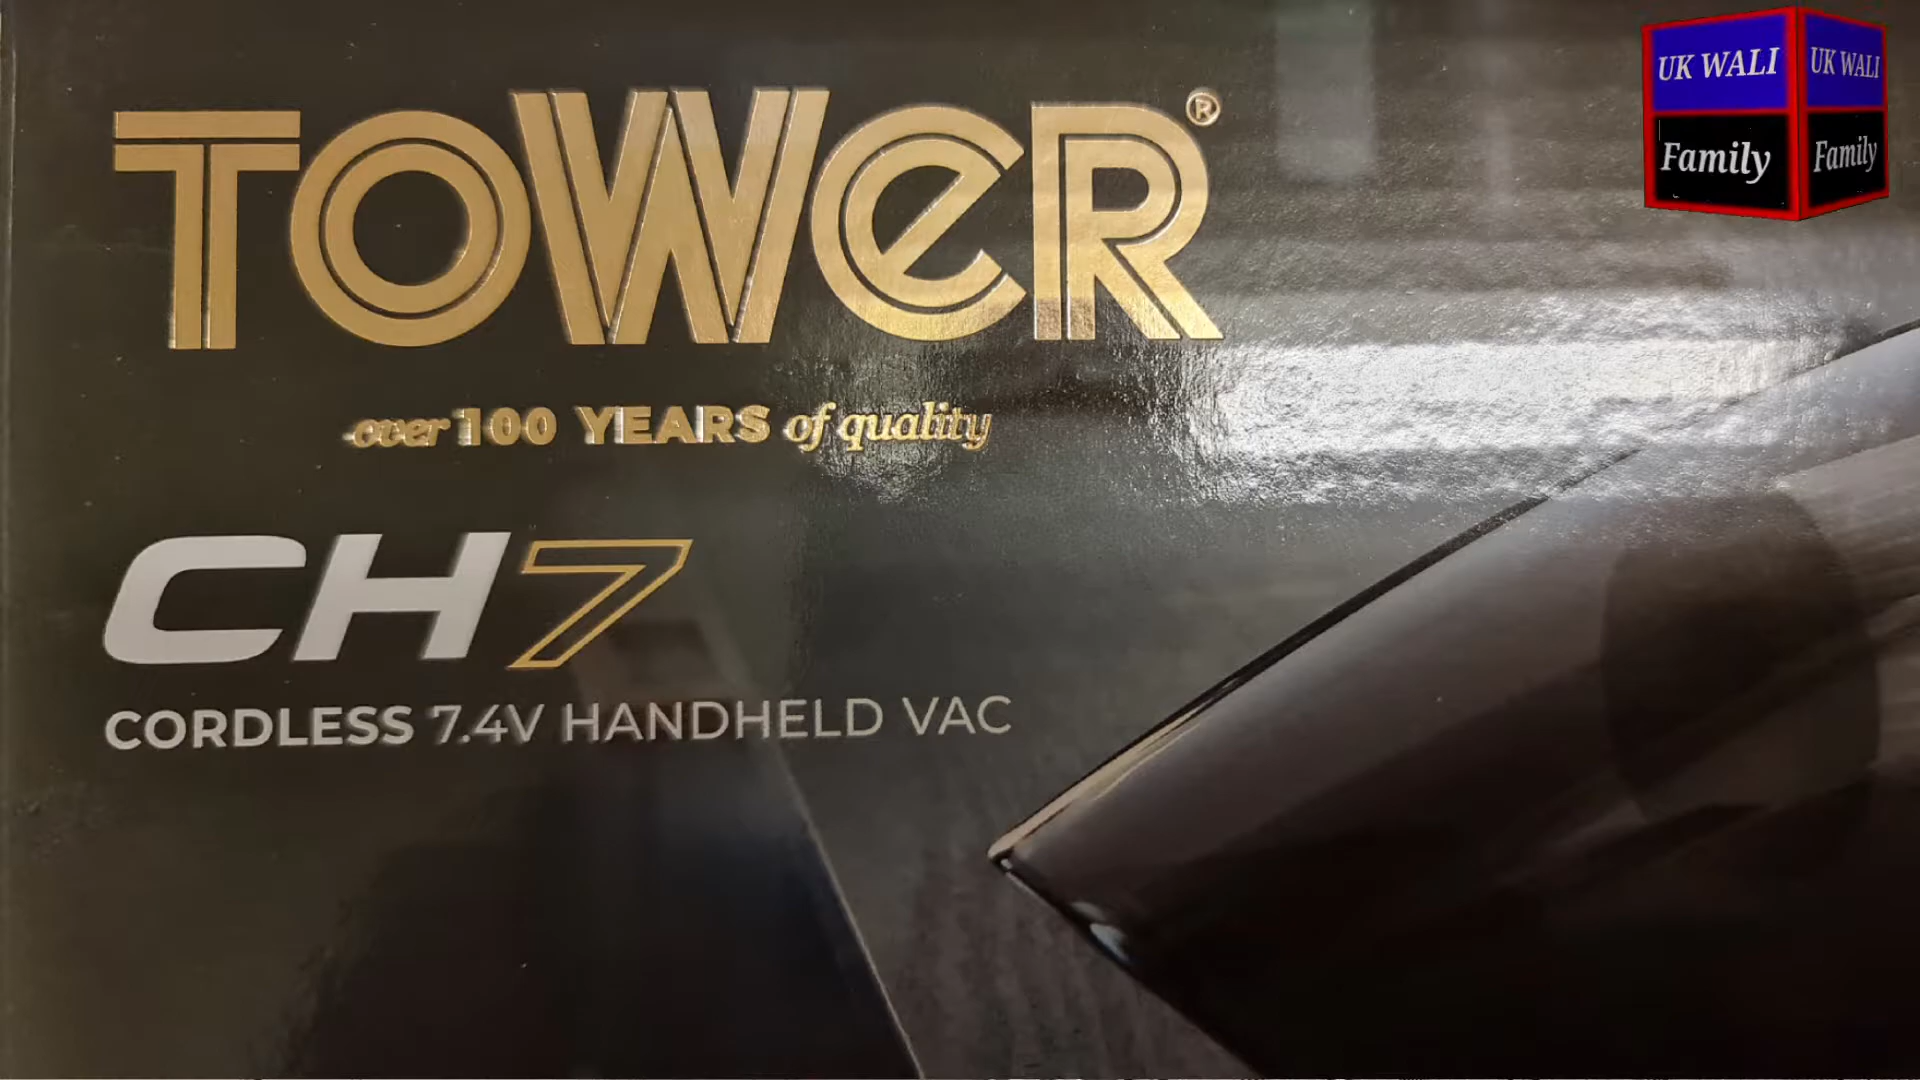 TOWER®
over 100 YEARS of quality
CH7
CORDLESS 7.4V HANDHELD VAC
UK WALI
Family
UK WALI
Family